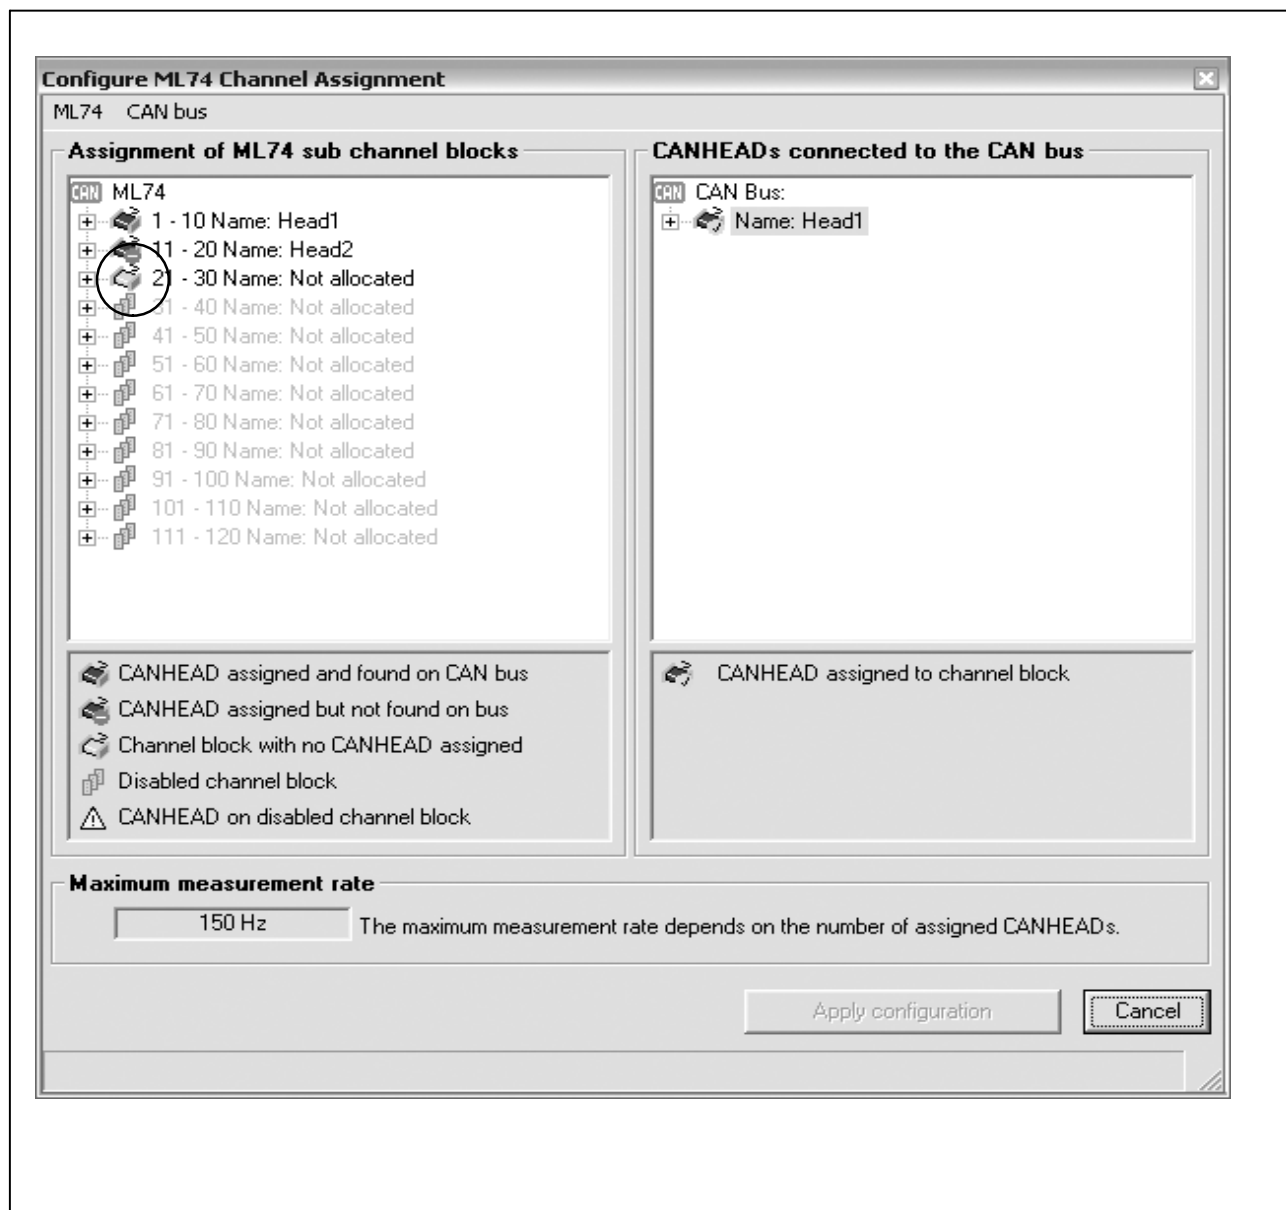 Configure ML74 Channel Assignment
ML74 CAN bus
Assignment of ML74 sub channel blocks
CAN ML74
1 - 10 Name: Head1
11 - 20 Name: Head2
21 - 30 Name: Not allocated
31 - 40 Name: Not allocated
41 - 50 Name: Not allocated
51 - 60 Name: Not allocated
61 - 70 Name: Not allocated
71 - 80 Name: Not allocated
81 - 90 Name: Not allocated
91 - 100 Name: Not allocated
101 - 110 Name: Not allocated
111 - 120 Name: Not allocated
CANHEAD assigned and found on CAN bus
CANHEAD assigned but not found on bus
Channel block with no CANHEAD assigned
Disabled channel block
CANHEAD on disabled channel block
CANHEADs connected to the CAN bus
CAN CAN Bus:
Name: Head1
CANHEAD assigned to channel block
Maximum measurement rate
150 Hz The maximum measurement rate depends on the number of assigned CANHEADs.
Apply configuration Cancel